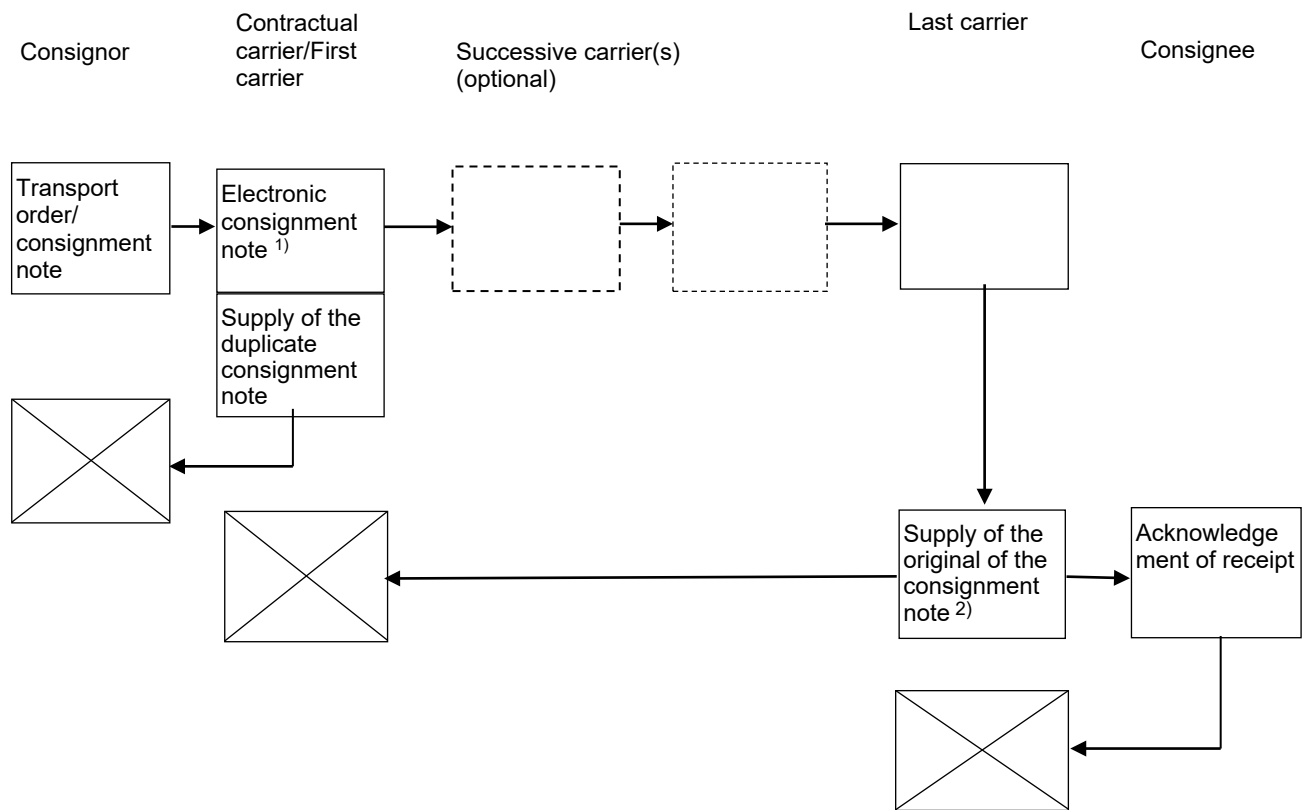 Consignor
Contractual
carrier/First
carrier
Successive carrier(s)
(optional)
Last carrier
Consignee
Transport
order/
consignment
note
Electronic
consignment
note 1)
Supply of the
duplicate
consignment
note
Supply of the
original of the
consignment
note 2)
Acknowledge
ment of receipt